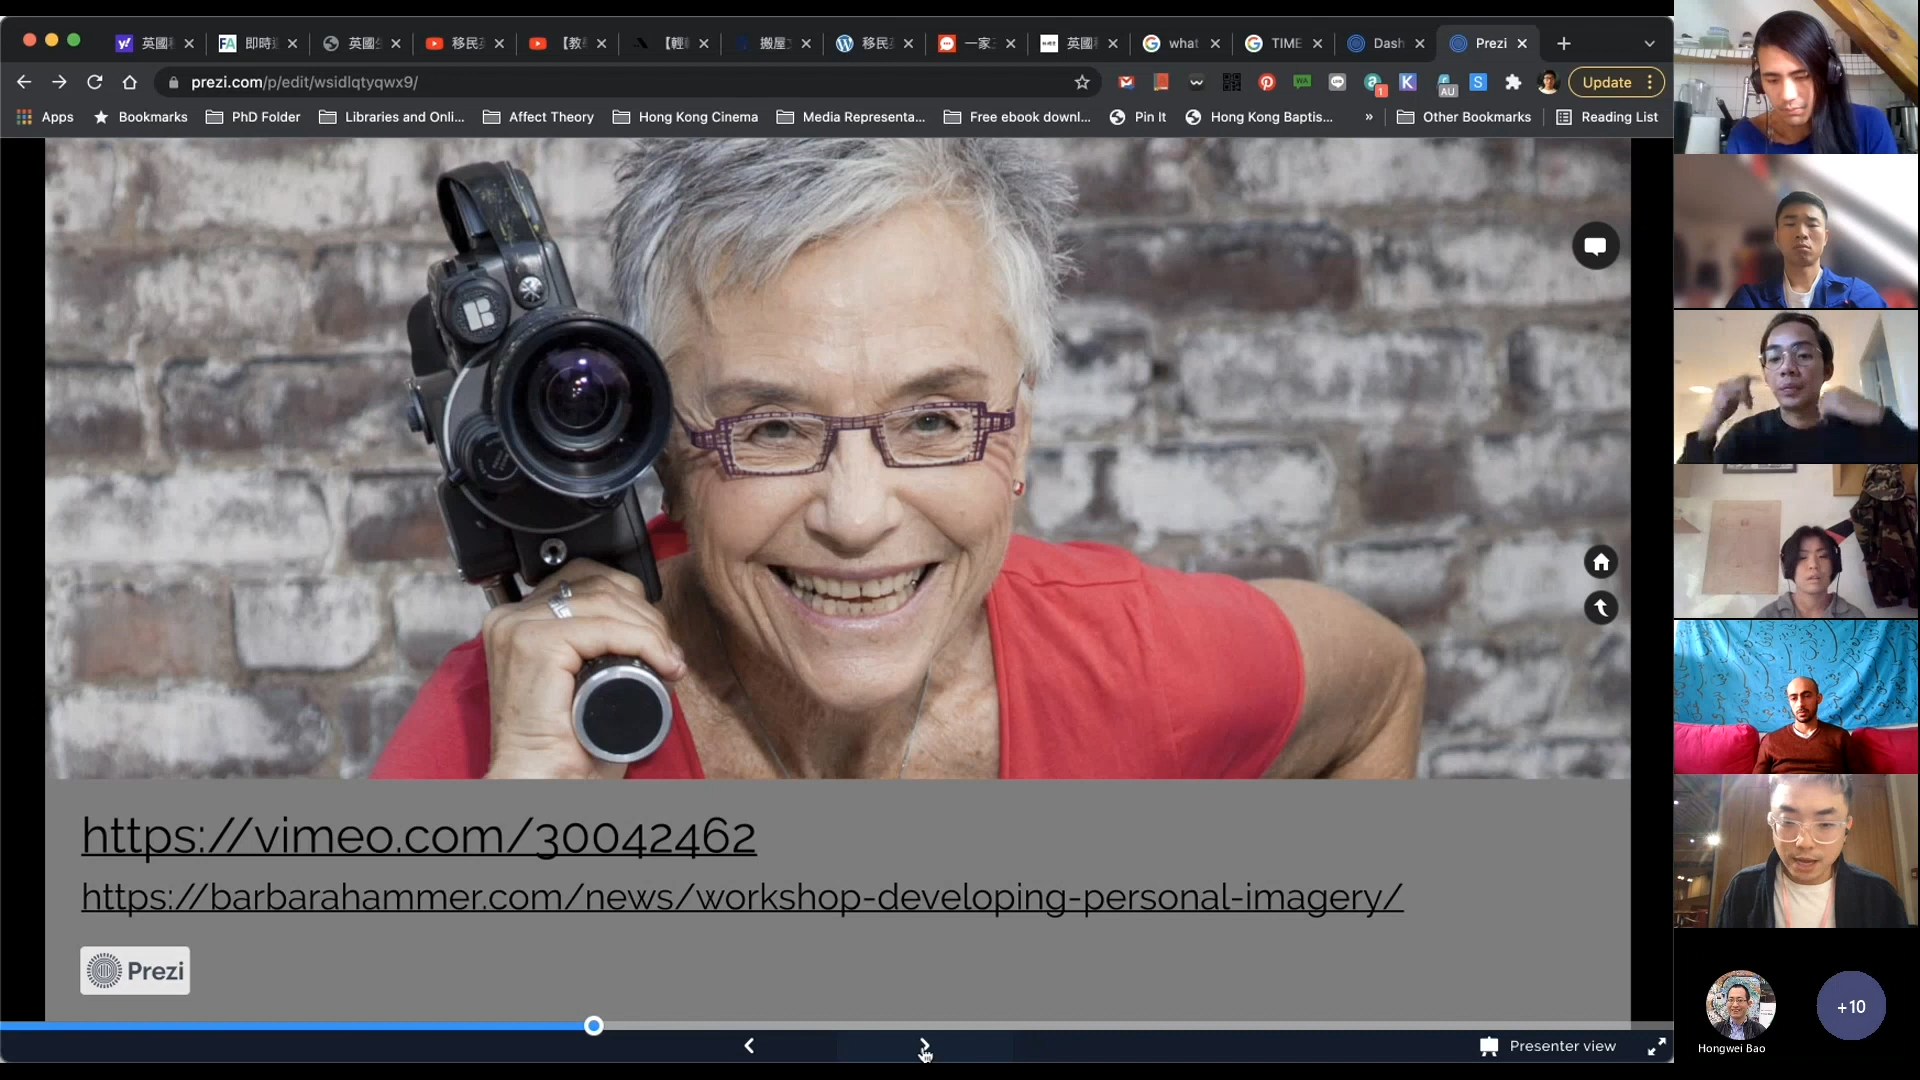 英國
即時
英國
移民
【教
【輕
搬屋
移民
一家
英國
what
TIME
Dash
Prezi
prezi.com/p/edit/wsidlqtyqwx9/
1
AU
Update
Apps
Bookmarks
PhD Folder
Libraries and Onli...
Affect Theory
Hong Kong Cinema
Media Representa...
Free ebook downl...
Pin It
Hong Kong Baptis...
»
Other Bookmarks
Reading List
https://vimeo.com/30042462
https://barbarahammer.com/news/workshop-developing-personal-imagery/
Prezi
Presenter view
Hongwei Bao
+10